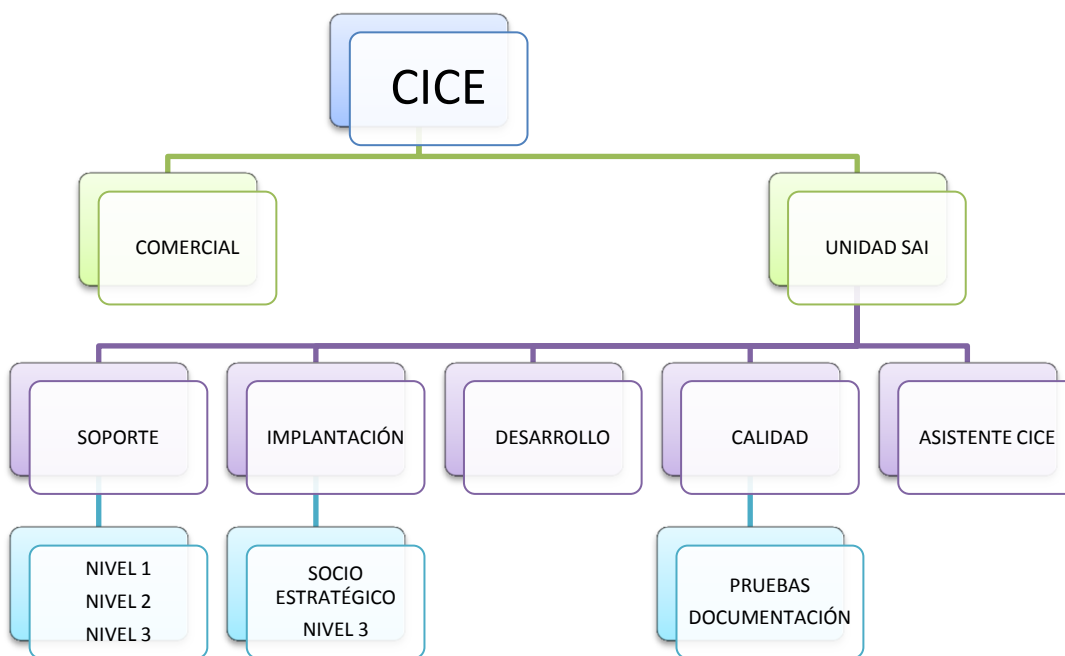 CICE
COMERCIAL
UNIDAD SAI
SOPORTE
IMPLANTACIÓN
DESARROLLO
CALIDAD
ASISTENTE CICE
NIVEL 1
NIVEL 2
NIVEL 3
SOCIO
ESTRATÉGICO
NIVEL 3
PRUEBAS
DOCUMENTACIÓN